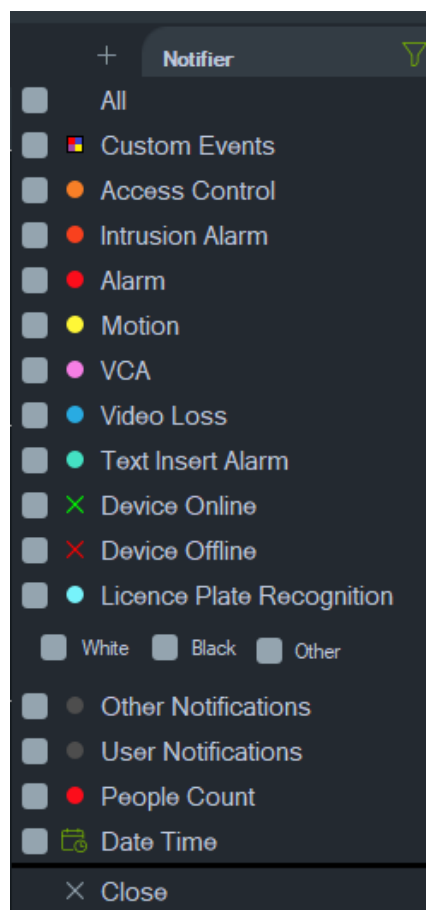 Notifier
All
Custom Events
Access Control
Intrusion Alarm
Alarm
Motion
VCA
Video Loss
Text Insert Alarm
Device Online
Device Offline
Licence Plate Recognition
White Black Other
Other Notifications
User Notifications
People Count
Date Time
Close